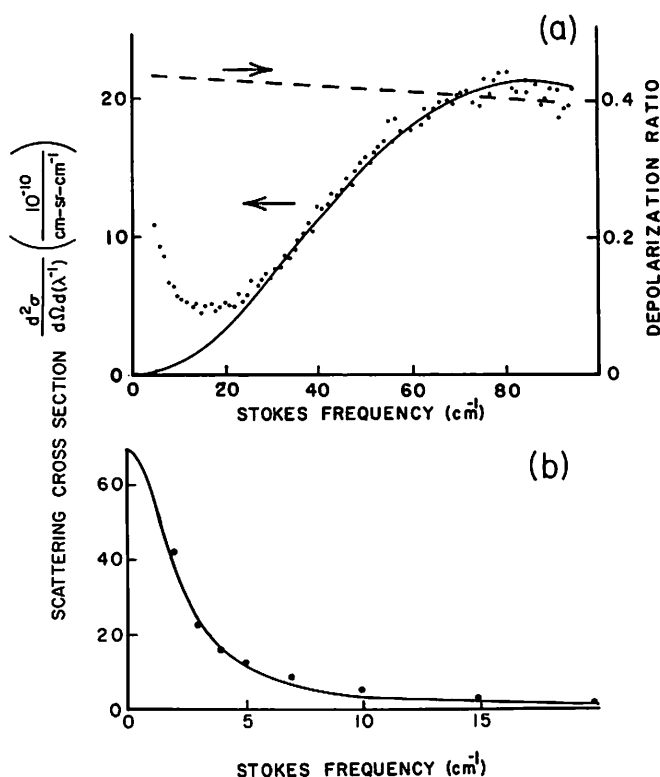 (a)
20
10
0
0.4
0.2
0
0 20 40 60 80
STOKES FREQUENCY (cm⁻¹)
DEPOLARIZATION RATIO
SCATTERING CROSS SECTION d²σ / dΩd(λ⁻¹) (10⁻¹⁰ / cm-sr-cm⁻¹)
(b)
60
40
20
0
0 5 10 15
STOKES FREQUENCY (cm⁻¹)